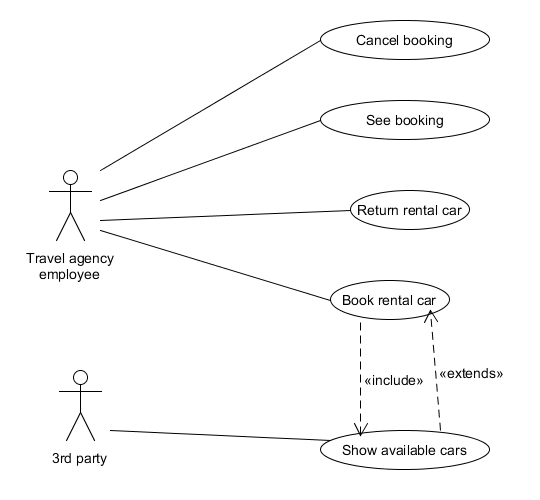 Cancel booking
See booking
Return rental car
Travel agency
employee
Book rental car
«include»
«extends»
3rd party
Show available cars